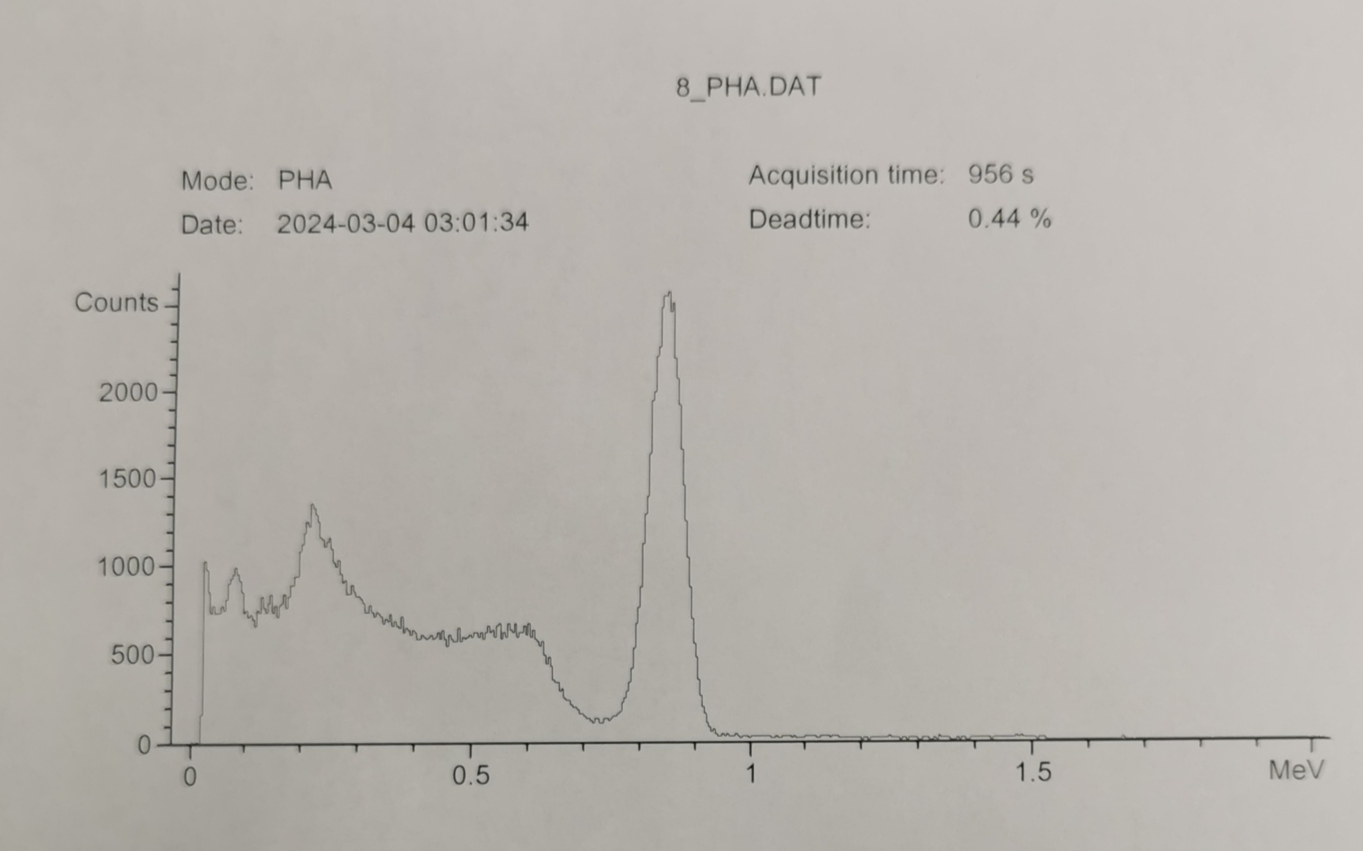 8_PHA.DAT
Mode: PHA
Acquisition time: 956 s
Date: 2024-03-04 03:01:34
Deadtime: 0.44 %
Counts
2000
1500
1000
500
0
0 0.5 1 1.5 MeV